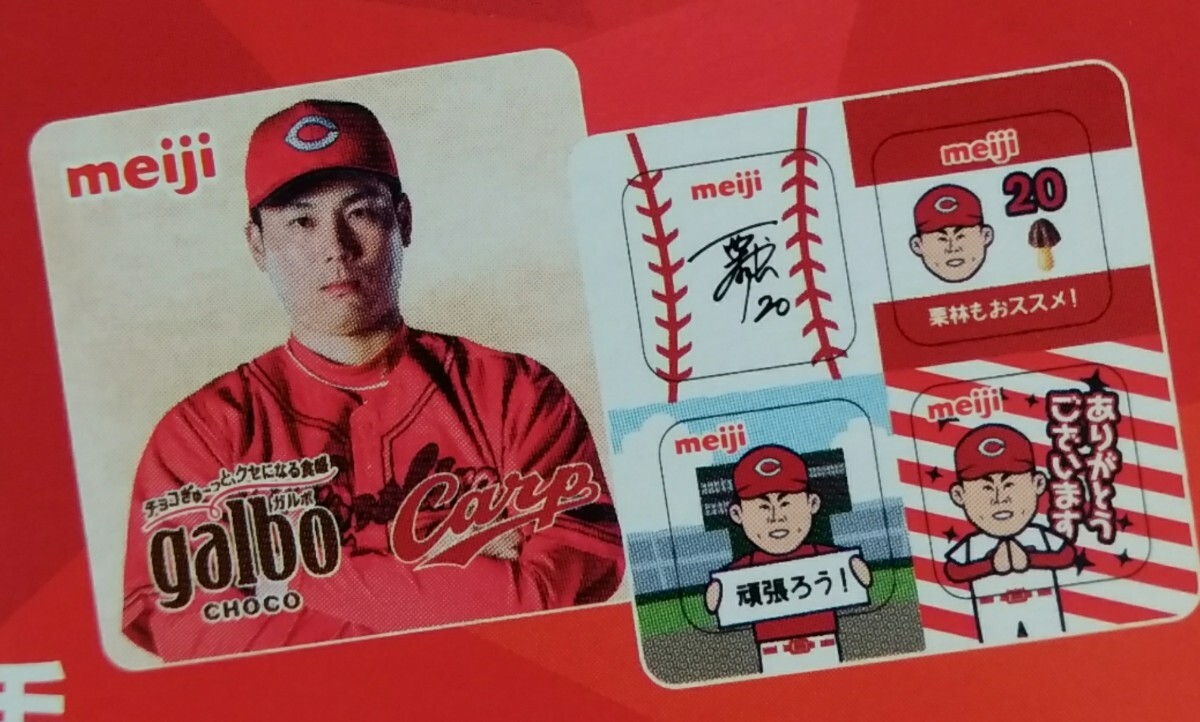 meiji
チョコぎゅーっと、クセになる食感
ガルボ
galbo
CHOCO
Carp
meiji
20
meiji
20
栗林もおススメ!
meiji
頑張ろう!
meiji
ありがとう
ございます
チ